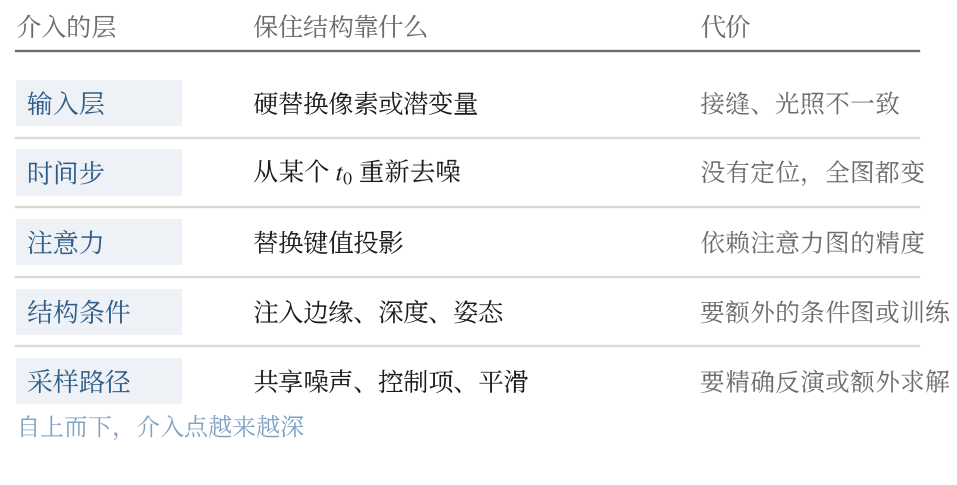 介入的层 保住结构靠什么 代价
输入层 硬替换像素或潜变量 接缝、光照不一致
时间步 从某个 t₀ 重新去噪 没有定位，全图都变
注意力 替换键值投影 依赖注意力图的精度
结构条件 注入边缘、深度、姿态 要额外的条件图或训练
采样路径 共享噪声、控制项、平滑 要精确反演或额外求解
自上而下，介入点越来越深